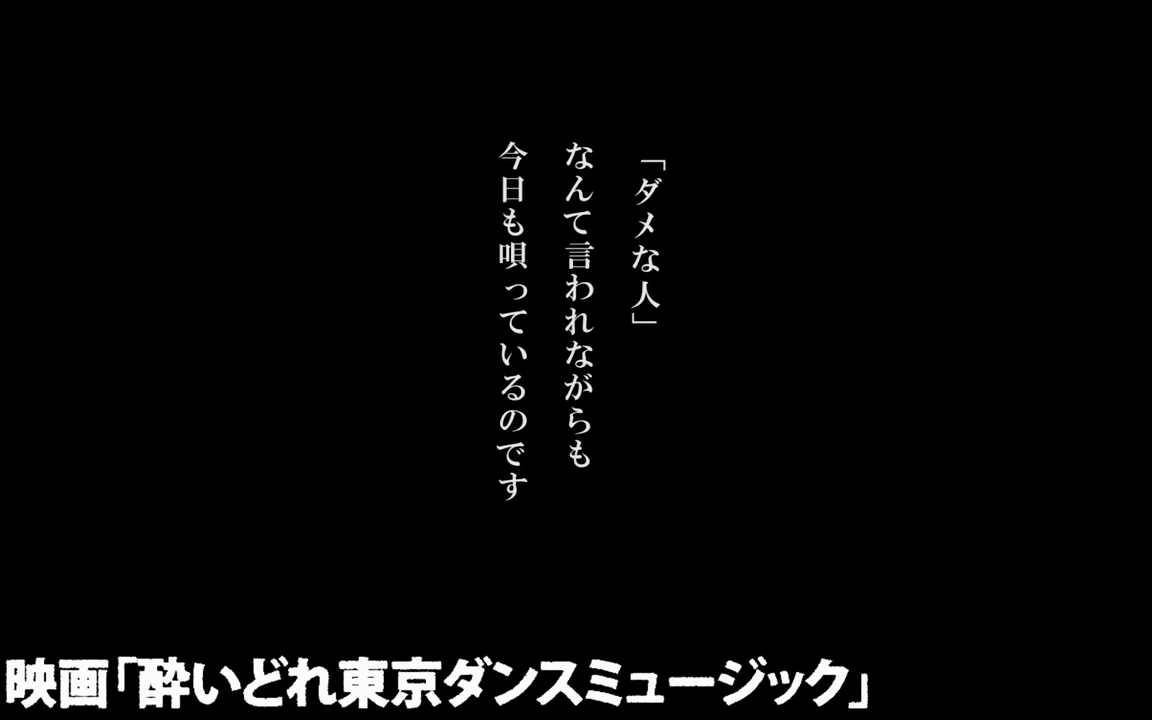 「ダメな人」
なんて言われながらも
今日も唄っているのです
映画「酔いどれ東京ダンスミュージック」